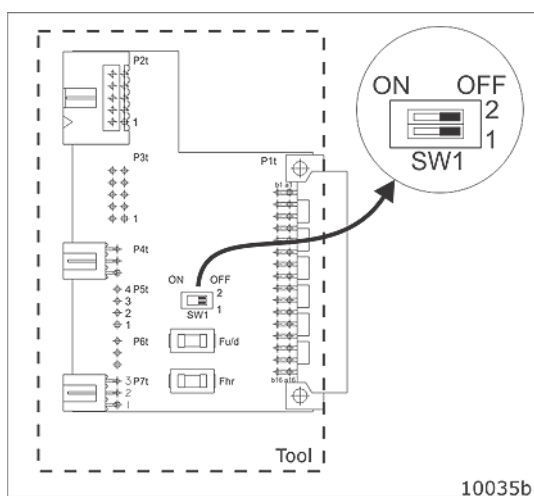 P2t
1
P3t
1
P1t
b1 a1
P4t
P5t
4
3
2
1
ON OFF
2
1
SW1
P6t
Fu/d
P7t
3
2
1
Fhr
b16 a16
Tool
ON OFF
2
1
SW1
10035b